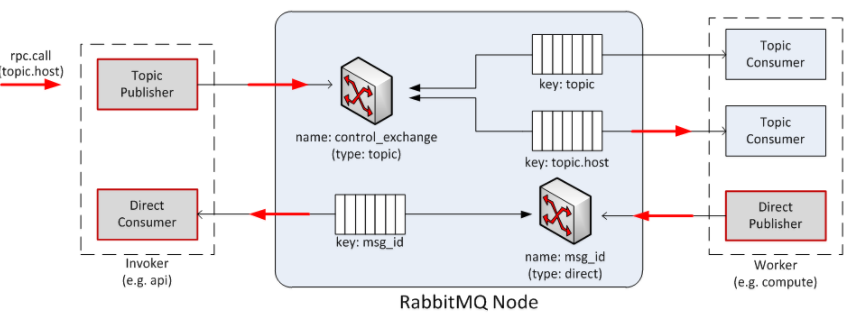 rpc.call
(topic.host)
Topic
Publisher
name: control_exchange
(type: topic)
key: topic
Topic
Consumer
key: topic.host
Topic
Consumer
Direct
Consumer
key: msg_id
name: msg_id
(type: direct)
Direct
Publisher
Invoker
(e.g. api)
Worker
(e.g. compute)
RabbitMQ Node